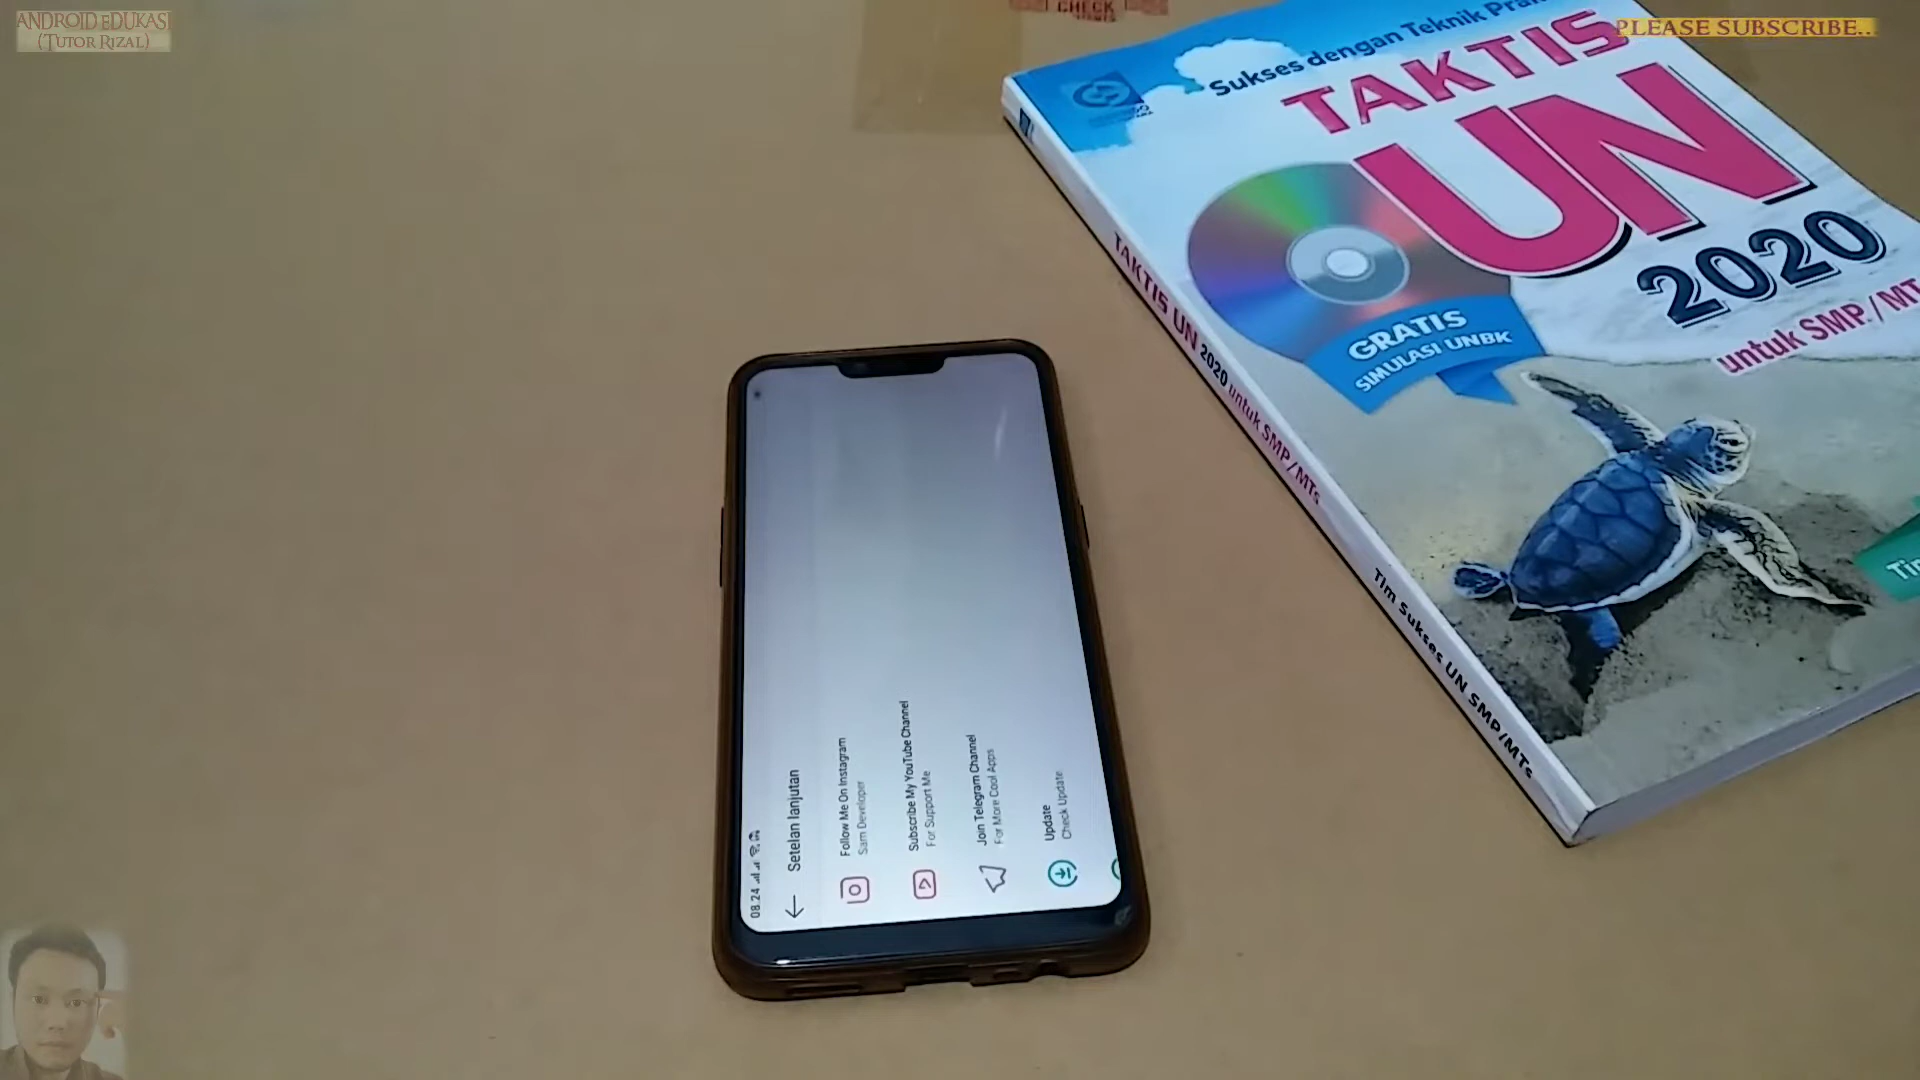 ANDROID eDUKASI
(TUTOR RIZAL)
PLEASE SUBSCRIBE..
CHECK
Sukses dengan Teknik
TAKTIS
UN
2020
untuk SMP/MT
GRATIS
SIMULASI UNBK
TAKTIS UN 2020 untuk SMP/MTs
Tim Sukses UN SMP/MTs
08.24
Setelan lanjutan
Follow Me On Instagram
Sam Developer
Subscribe My YouTube Channel
For Support Me
Join Telegram Channel
For More Cool Apps
Update
Check Update